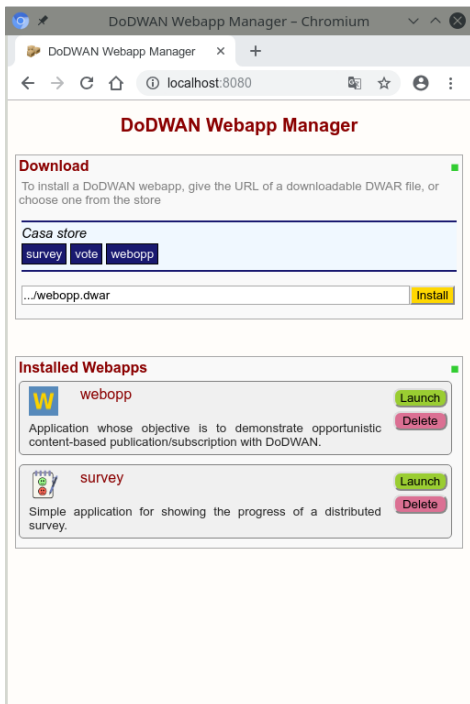 DoDWAN Webapp Manager – Chromium
DoDWAN Webapp Manager
localhost:8080
DoDWAN Webapp Manager
Download
To install a DoDWAN webapp, give the URL of a downloadable DWAR file, or
choose one from the store
Casa store
survey vote webopp
.../webopp.dwar Install
Installed Webapps
W webopp Launch
Delete
Application whose objective is to demonstrate opportunistic
content-based publication/subscription with DoDWAN.
survey Launch
Delete
Simple application for showing the progress of a distributed
survey.